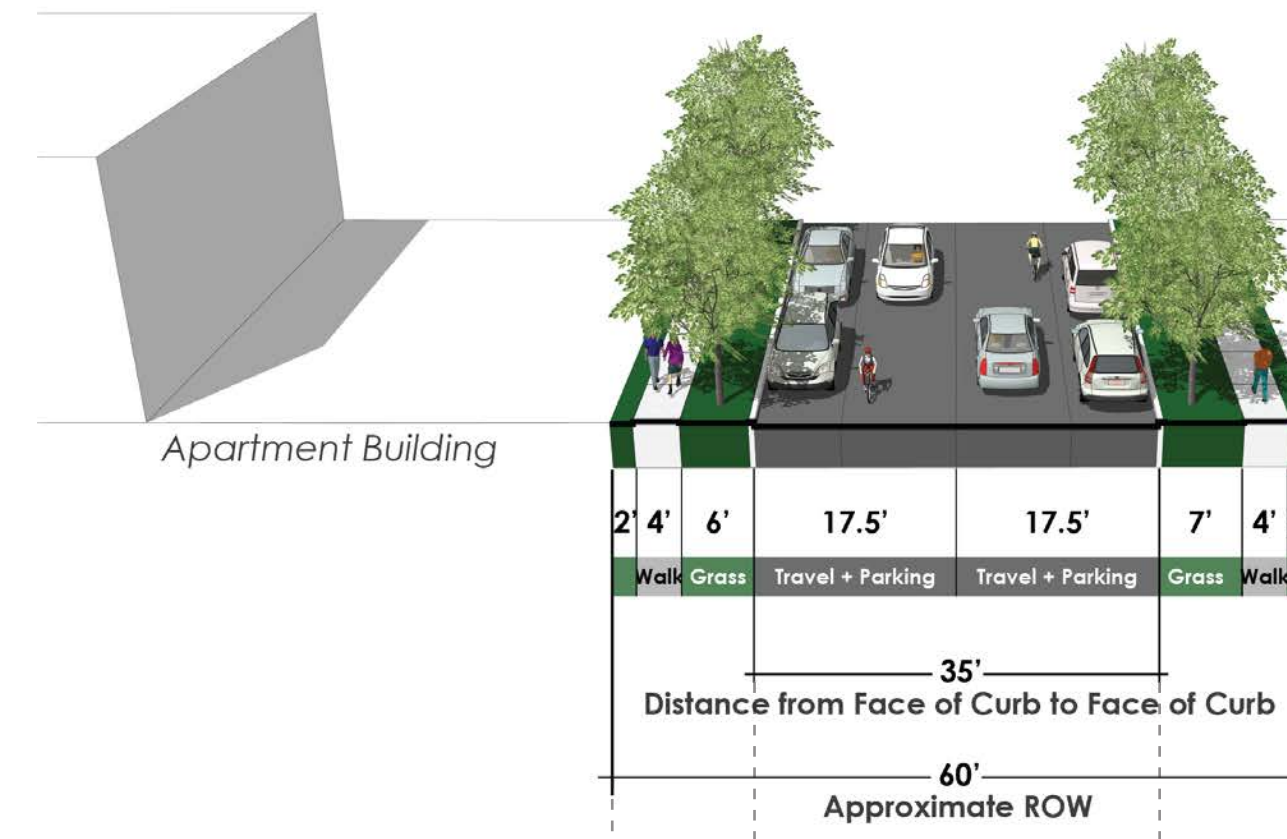 Apartment Building
2' 4' 6' 17.5' 17.5' 7' 4'
Walk Grass Travel + Parking Travel + Parking Grass Walk
35'
Distance from Face of Curb to Face of Curb
60'
Approximate ROW